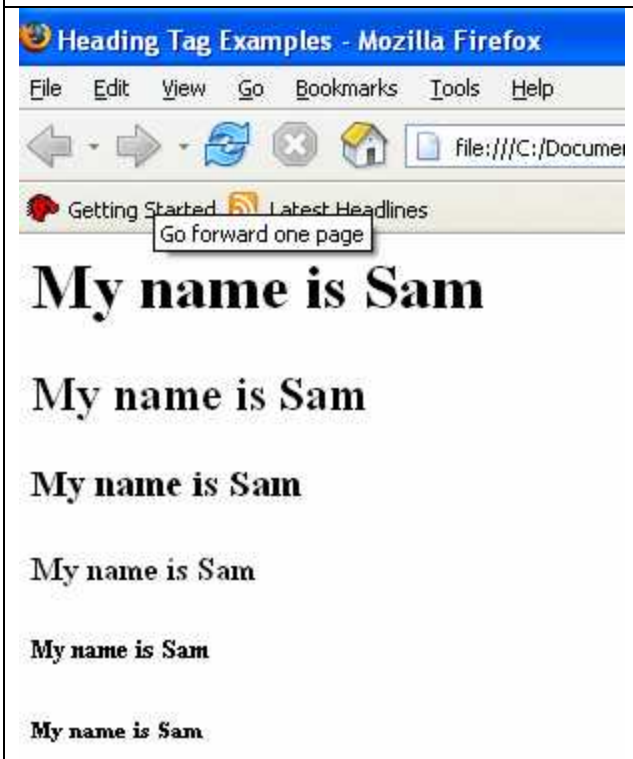 Heading Tag Examples - Mozilla Firefox
File Edit View Go Bookmarks Tools Help
file:///C:/Documen
Getting Started Latest Headlines
Go forward one page
My name is Sam
My name is Sam
My name is Sam
My name is Sam
My name is Sam
My name is Sam